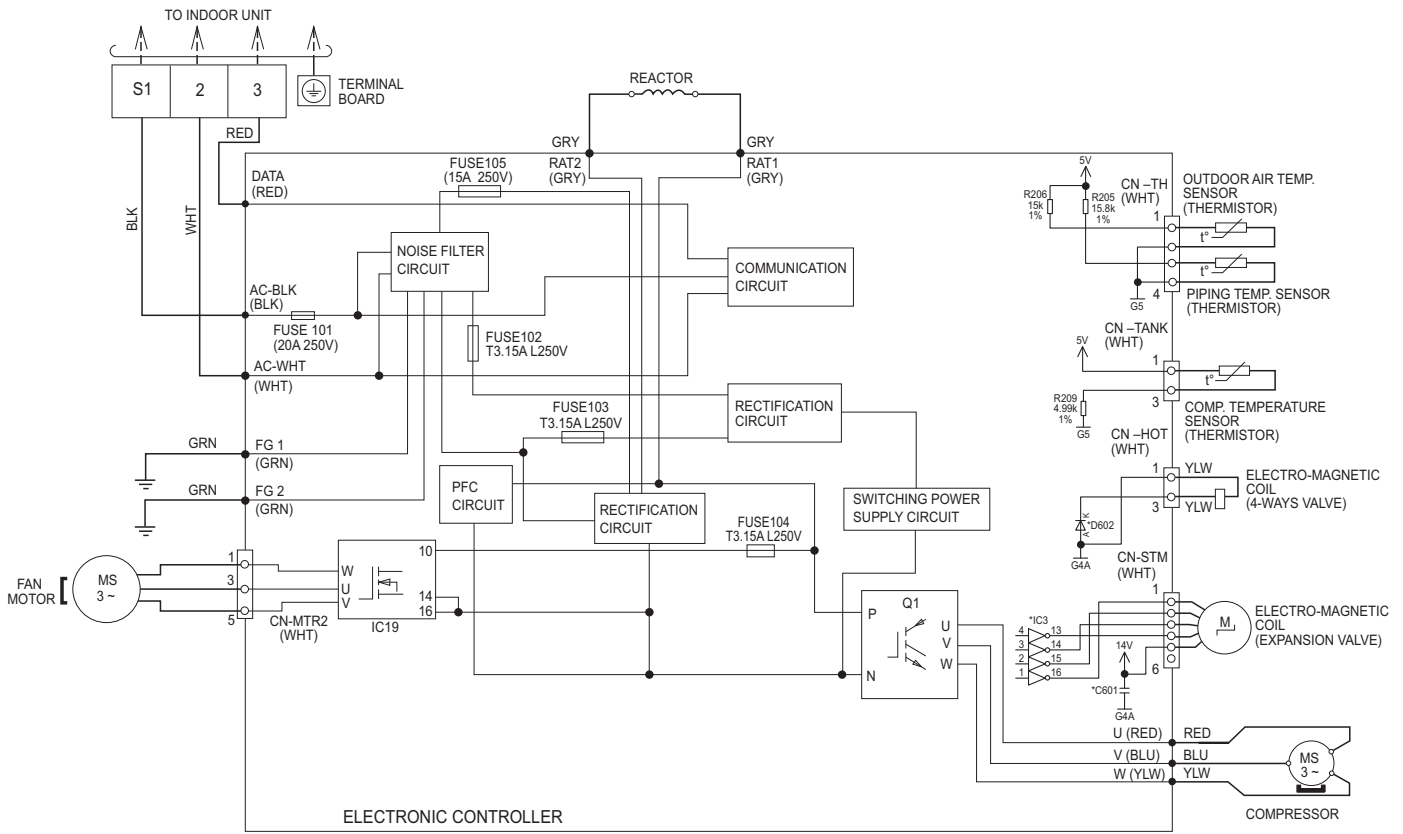 TO INDOOR UNIT
S1
2
3
TERMINAL
BOARD
RED
BLK
WHT
REACTOR
GRY
GRY
RAT2
(GRY)
RAT1
(GRY)
DATA
(RED)
FUSE105
(15A 250V)
NOISE FILTER
CIRCUIT
COMMUNICATION
CIRCUIT
AC-BLK
(BLK)
FUSE 101
(20A 250V)
FUSE102
T3.15A L250V
AC-WHT
(WHT)
FUSE103
T3.15A L250V
RECTIFICATION
CIRCUIT
GRN
FG 1
(GRN)
GRN
FG 2
(GRN)
PFC
CIRCUIT
RECTIFICATION
CIRCUIT
SWITCHING POWER
SUPPLY CIRCUIT
FUSE104
T3.15A L250V
FAN
MOTOR
MS
3 ~
1
3
5
CN-MTR2
(WHT)
W
U
V
10
14
16
IC19
Q1
P
N
U
V
W
5V
R206
15k
1%
R205
15.8k
1%
CN –TH
(WHT)
1
4
G5
t°
t°
OUTDOOR AIR TEMP.
SENSOR
(THERMISTOR)
PIPING TEMP. SENSOR
(THERMISTOR)
CN –TANK
(WHT)
5V
1
3
t°
R209
4.99k
1%
G5
COMP. TEMPERATURE
SENSOR
(THERMISTOR)
CN –HOT
(WHT)
1
3
YLW
YLW
K
A
*D602
G4A
ELECTRO-MAGNETIC
COIL
(4-WAYS VALVE)
CN-STM
(WHT)
1
6
*IC3
4
13
3
14
2
15
1
16
14V
*C601
G4A
M
ELECTRO-MAGNETIC
COIL
(EXPANSION VALVE)
U (RED)
RED
V (BLU)
BLU
W (YLW)
YLW
MS
3 ~
COMPRESSOR
ELECTRONIC CONTROLLER